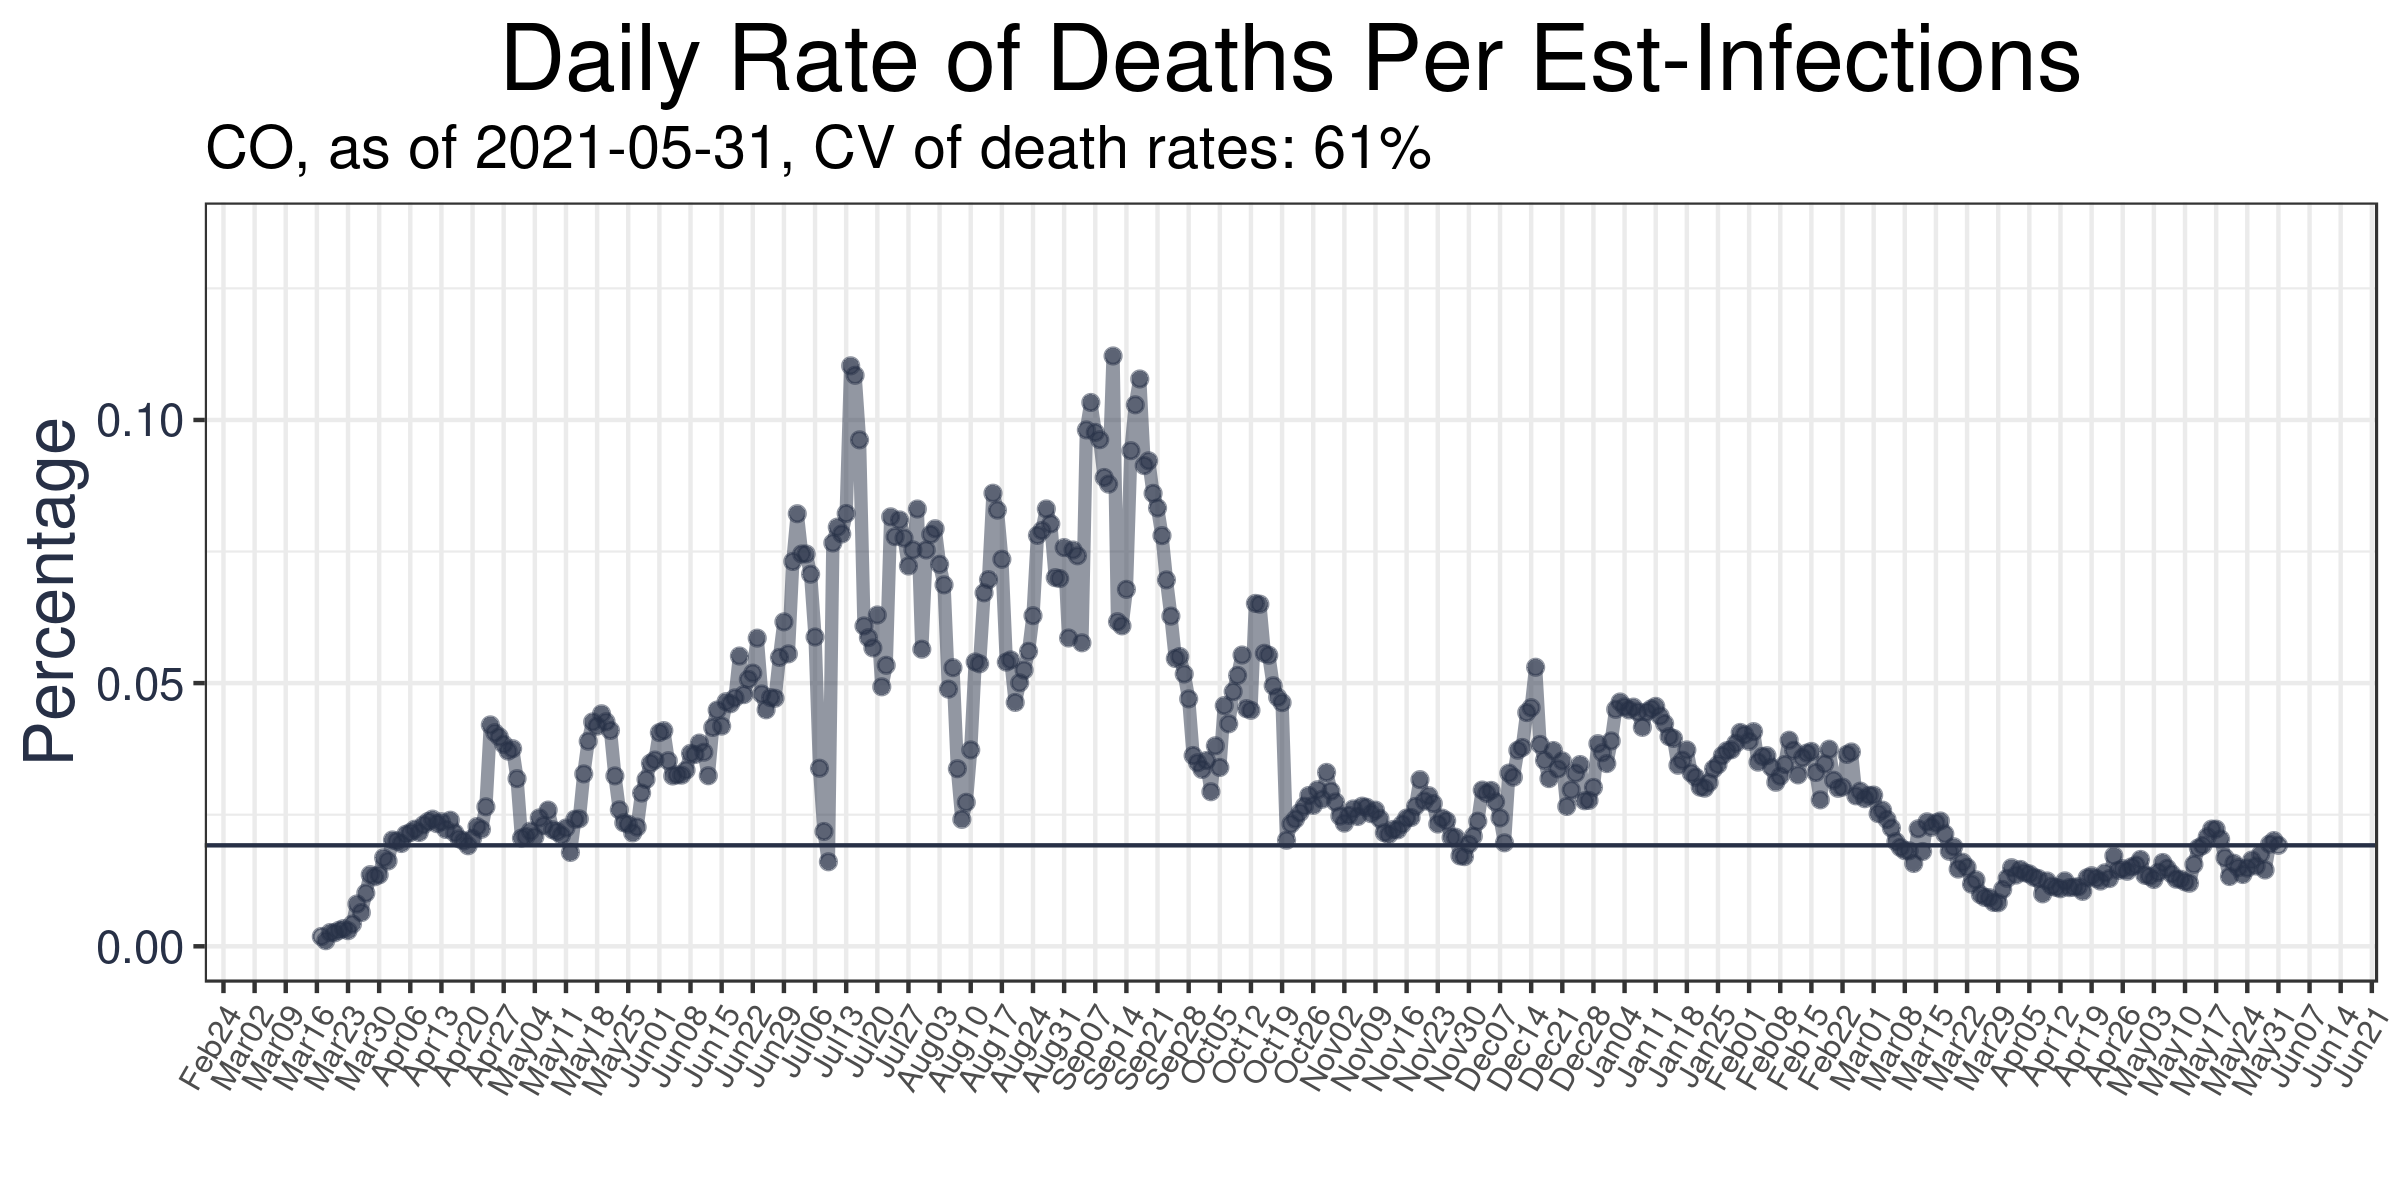 Daily Rate of Deaths Per Est-Infections
CO, as of 2021-05-31, CV of death rates: 61%
Percentage
0.10
0.05
0.00
Feb24
Mar02
Mar09
Mar16
Mar23
Mar30
Apr06
Apr13
Apr20
Apr27
May04
May11
May18
May25
Jun01
Jun08
Jun15
Jun22
Jun29
Jul06
Jul13
Jul20
Jul27
Aug03
Aug10
Aug17
Aug24
Aug31
Sep07
Sep14
Sep21
Sep28
Oct05
Oct12
Oct19
Oct26
Nov02
Nov09
Nov16
Nov23
Nov30
Dec07
Dec14
Dec21
Dec28
Jan04
Jan11
Jan18
Jan25
Feb01
Feb08
Feb15
Feb22
Mar01
Mar08
Mar15
Mar22
Mar29
Apr05
Apr12
Apr19
Apr26
May03
May10
May17
May24
May31
Jun07
Jun14
Jun21